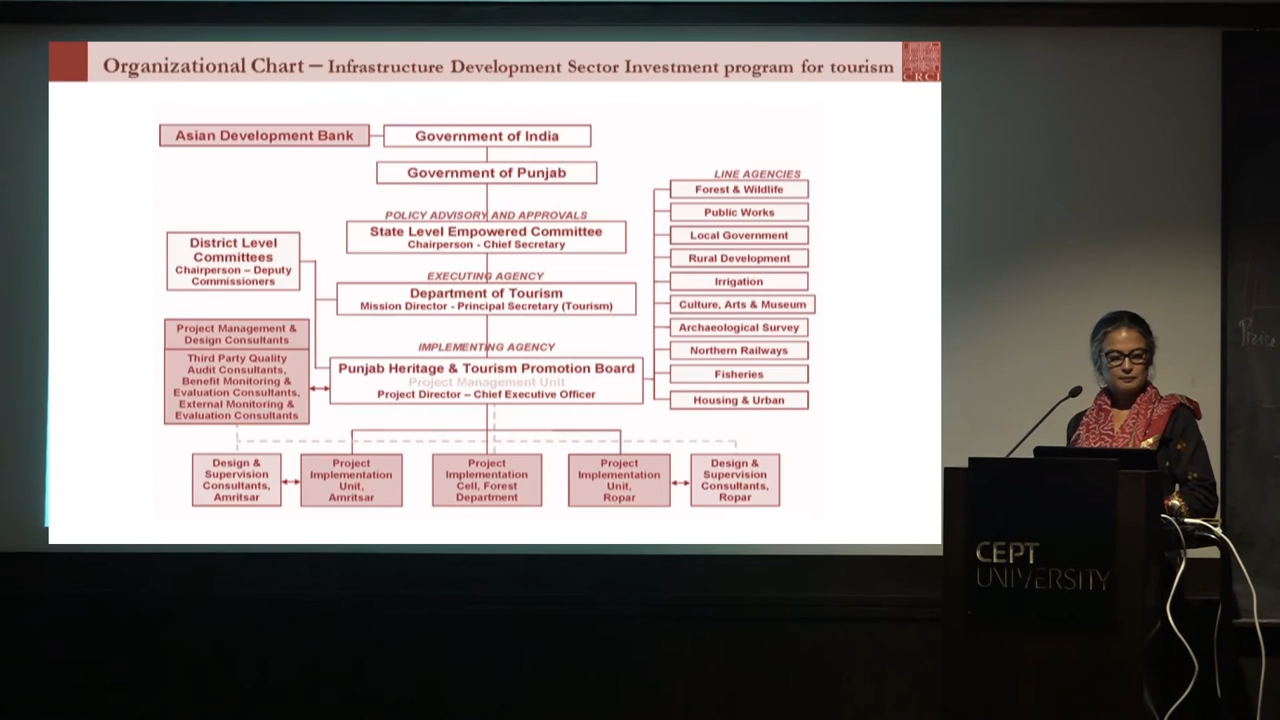 Organizational Chart – Infrastructure Development Sector Investment program for tourism
CRCI
Asian Development Bank
Government of India
Government of Punjab
POLICY ADVISORY AND APPROVALS
State Level Empowered Committee
Chairperson - Chief Secretary
District Level
Committees
Chairperson – Deputy
Commissioners
EXECUTING AGENCY
Department of Tourism
Mission Director - Principal Secretary (Tourism)
Project Management &
Design Consultants
Third Party Quality
Audit Consultants,
Benefit Monitoring &
Evaluation Consultants,
External Monitoring &
Evaluation Consultants
IMPLEMENTING AGENCY
Punjab Heritage & Tourism Promotion Board
Project Management Unit
Project Director – Chief Executive Officer
LINE AGENCIES
Forest & Wildlife
Public Works
Local Government
Rural Development
Irrigation
Culture, Arts & Museum
Archaeological Survey
Northern Railways
Fisheries
Housing & Urban
Design &
Supervision
Consultants,
Amritsar
Project
Implementation
Unit,
Amritsar
Project
Implementation
Cell, Forest
Department
Project
Implementation
Unit,
Ropar
Design &
Supervision
Consultants,
Ropar
CEPT
UNIVERSITY